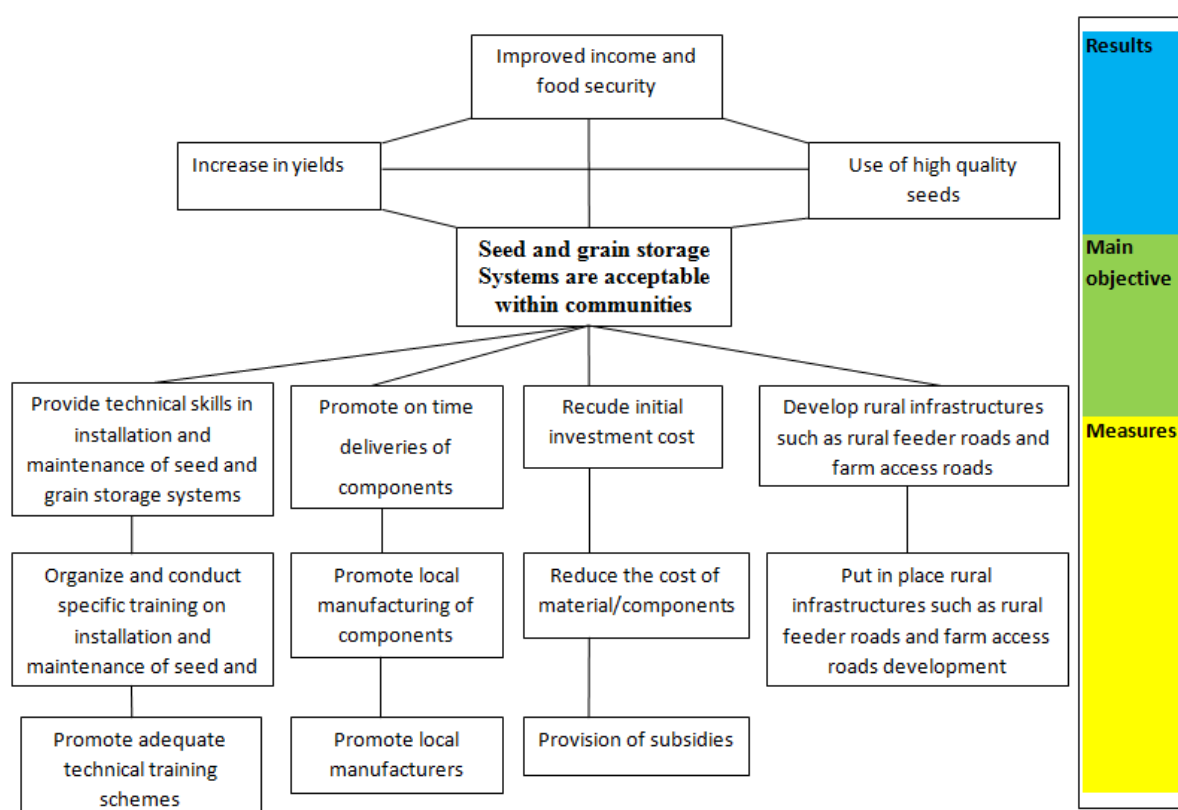 Improved income and
food security
Increase in yields
Use of high quality
seeds
Seed and grain storage
Systems are acceptable
within communities
Provide technical skills in
installation and
maintenance of seed and
grain storage systems
Promote on time
deliveries of
components
Recude initial
investment cost
Develop rural infrastructures
such as rural feeder roads and
farm access roads
Organize and conduct
specific training on
installation and
maintenance of seed and
Promote local
manufacturing of
components
Reduce the cost of
material/components
Put in place rural
infrastructures such as rural
feeder roads and farm access
roads development
Promote adequate
technical training
schemes
Promote local
manufacturers
Provision of subsidies
Results
Main
objective
Measures